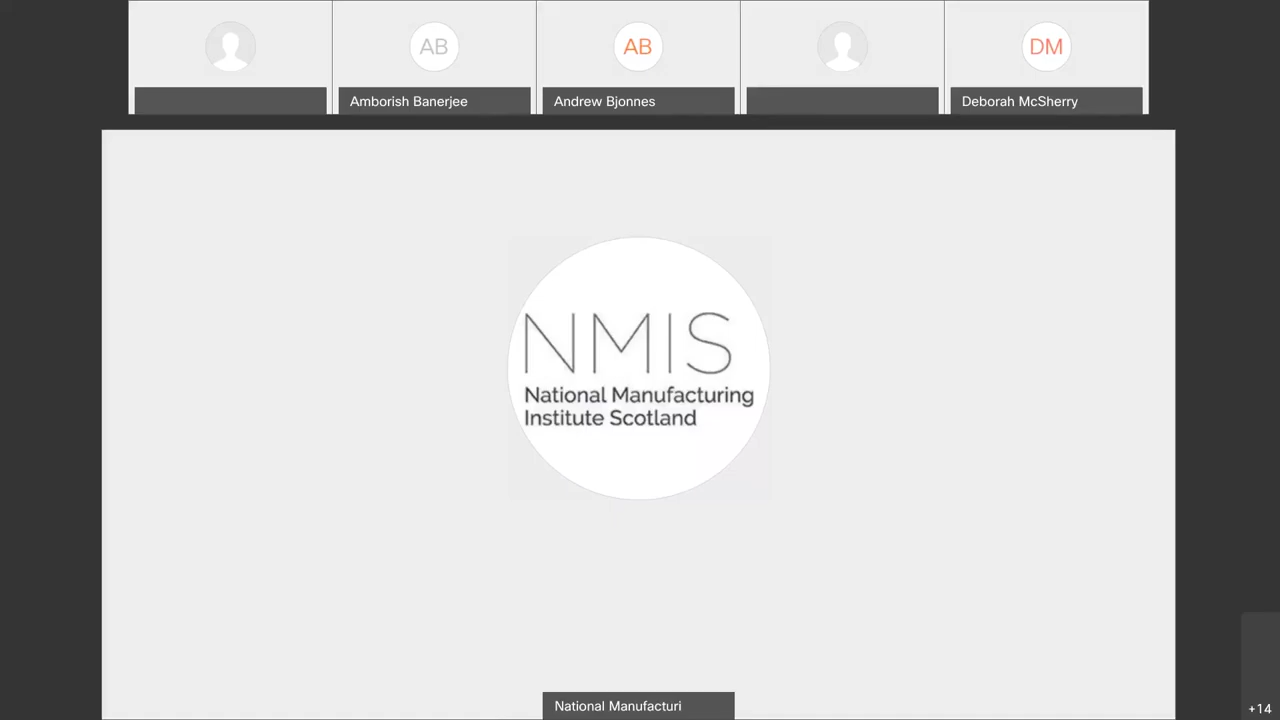 AB
AB
DM
Amborish Banerjee
Andrew Bjonnes
Deborah McSherry
NMIS
National Manufacturing
Institute Scotland
National Manufacturi
+14